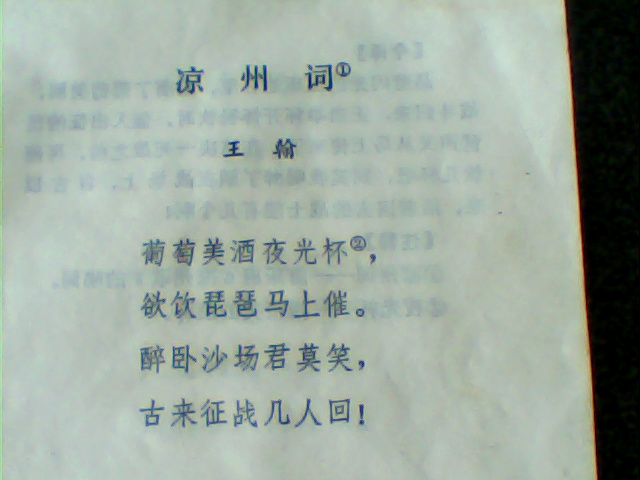 凉州词①
王翰
葡萄美酒夜光杯②，
欲饮琵琶马上催。
醉卧沙场君莫笑，
古来征战几人回！